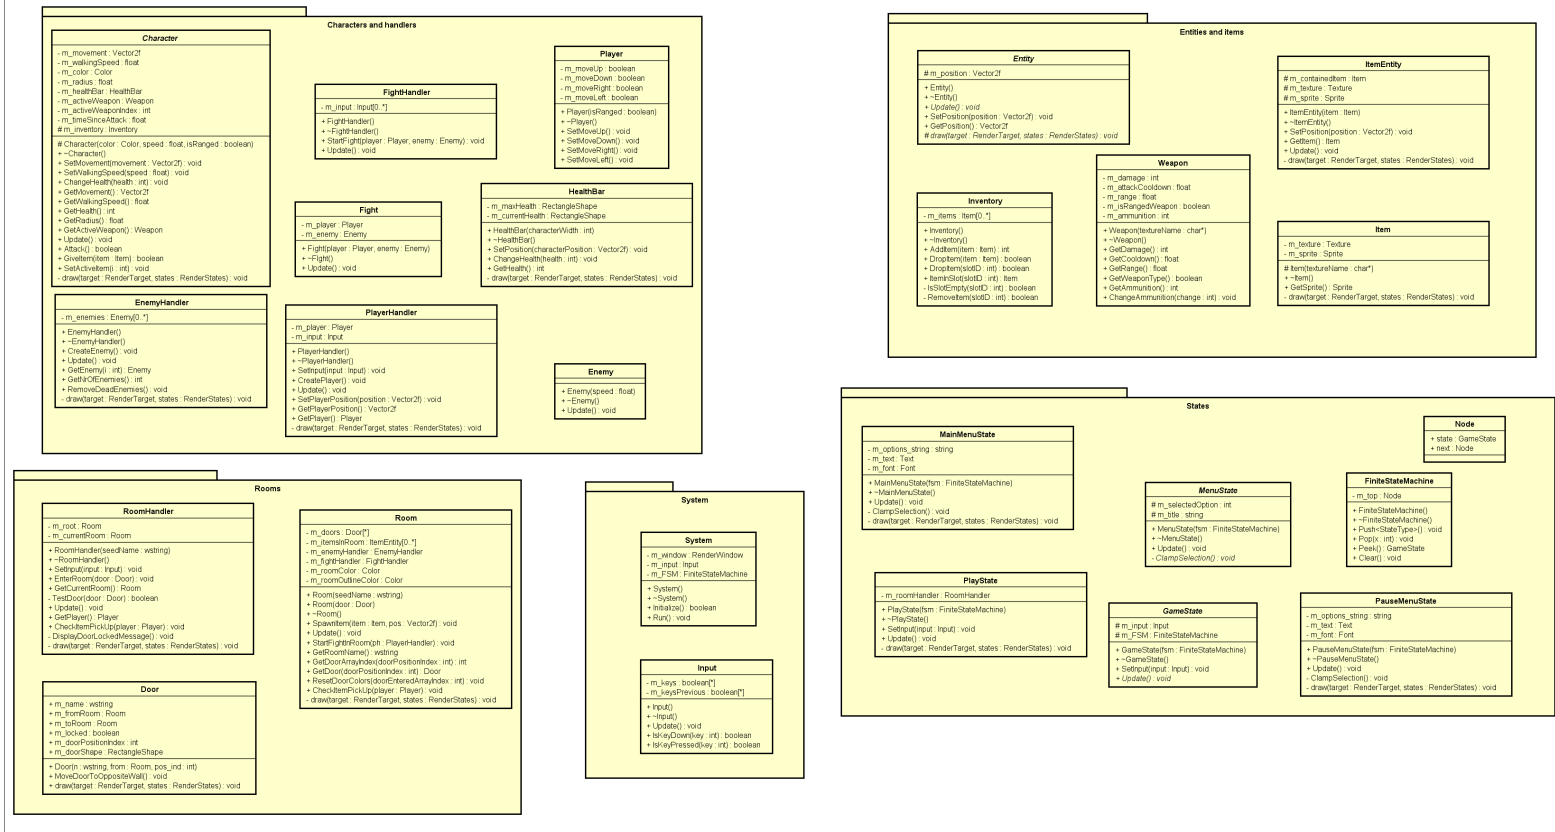 Characters and handlers
Character
- m_movement : Vector2f
- m_walkingSpeed : float
- m_color : Color
- m_radius : float
- m_healthBar : HealthBar
- m_activeWeapon : Weapon
- m_activeWeaponIndex : int
- m_timeSinceAttack : float
# m_inventory : Inventory
# Character(color : Color, speed : float, isRanged : boolean)
+ ~Character()
+ SetMovement(movement : Vector2f) : void
+ SetWalkingSpeed(speed : float) : void
+ ChangeHealth(health : int) : void
+ GetMovement() : Vector2f
+ GetWalkingSpeed() : float
+ GetHealth() : int
+ GetRadius() : float
+ GetActiveWeapon() : Weapon
+ Update() : void
+ Attack() : boolean
+ GiveItem(item : Item) : boolean
+ SetActiveItem(i : int) : void
- draw(target : RenderTarget, states : RenderStates) : void
FightHandler
- m_input : Input[0..*]
+ FightHandler()
+ ~FightHandler()
+ StartFight(player : Player, enemy : Enemy) : void
+ Update() : void
Player
- m_moveUp : boolean
- m_moveDown : boolean
- m_moveRight : boolean
- m_moveLeft : boolean
+ Player(isRanged : boolean)
+ ~Player()
+ SetMoveUp() : void
+ SetMoveDown() : void
+ SetMoveRight() : void
+ SetMoveLeft() : void
Fight
- m_player : Player
- m_enemy : Enemy
+ Fight(player : Player, enemy : Enemy)
+ ~Fight()
+ Update() : void
HealthBar
- m_maxHealth : RectangleShape
- m_currentHealth : RectangleShape
+ HealthBar(characterWidth : int)
+ ~HealthBar()
+ SetPosition(characterPosition : Vector2f) : void
+ ChangeHealth(health : int) : void
+ GetHealth() : int
- draw(target : RenderTarget, states : RenderStates) : void
EnemyHandler
- m_enemies : Enemy[0..*]
+ EnemyHandler()
+ ~EnemyHandler()
+ CreateEnemy() : void
+ Update() : void
+ GetEnemy(i : int) : Enemy
+ GetNrOfEnemies() : int
+ RemoveDeadEnemies() : void
- draw(target : RenderTarget, states : RenderStates) : void
PlayerHandler
- m_player : Player
- m_input : Input
+ PlayerHandler()
+ ~PlayerHandler()
+ SetInput(input : Input) : void
+ CreatePlayer() : void
+ Update() : void
+ SetPlayerPosition(position : Vector2f) : void
+ GetPlayerPosition() : Vector2f
+ GetPlayer() : Player
- draw(target : RenderTarget, states : RenderStates) : void
Enemy
+ Enemy(speed : float)
+ ~Enemy()
+ Update() : void
Entities and items
Entity
# m_position : Vector2f
+ Entity()
+ ~Entity()
+ Update() : void
+ SetPosition(position : Vector2f) : void
+ GetPosition() : Vector2f
# draw(target : RenderTarget, states : RenderStates) : void
ItemEntity
# m_containedItem : Item
# m_texture : Texture
# m_sprite : Sprite
+ ItemEntity(item : Item)
+ ~ItemEntity()
+ SetPosition(position : Vector2f) : void
+ GetItem() : Item
+ Update() : void
- draw(target : RenderTarget, states : RenderStates) : void
Weapon
- m_damage : int
- m_attackCooldown : float
- m_range : float
- m_isRangedWeapon : boolean
- m_ammunition : int
+ Weapon(textureName : char*)
+ ~Weapon()
+ GetDamage() : int
+ GetCooldown() : float
+ GetRange() : float
+ GetWeaponType() : boolean
+ GetAmmunition() : int
+ ChangeAmmunition(change : int) : void
Inventory
- m_items : Item[0..*]
+ Inventory()
+ ~Inventory()
+ AddItem(item : Item) : int
+ DropItem(item : Item) : boolean
+ DropItem(slotID : int) : boolean
+ ItemInSlot(slotID : int) : Item
- IsSlotEmpty(slotID : int) : boolean
- RemoveItem(slotID : int) : boolean
Item
- m_texture : Texture
- m_sprite : Sprite
# Item(textureName : char*)
+ ~Item()
+ GetSprite() : Sprite
- draw(target : RenderTarget, states : RenderStates) : void
States
MainMenuState
- m_options_string : string
- m_text : Text
- m_font : Font
+ MainMenuState(fsm : FiniteStateMachine)
+ ~MainMenuState()
+ Update() : void
- ClampSelection() : void
- draw(target : RenderTarget, states : RenderStates) : void
Node
+ state : GameState
+ next : Node
MenuState
# m_selectedOption : int
# m_title : string
+ MenuState(fsm : FiniteStateMachine)
+ ~MenuState()
+ Update() : void
- ClampSelection() : void
FiniteStateMachine
- m_top : Node
+ FiniteStateMachine()
+ ~FiniteStateMachine()
+ Push<StateType>() : void
+ Pop(x : int) : void
+ Peek() : GameState
+ Clear() : void
PlayState
- m_roomHandler : RoomHandler
+ PlayState(fsm : FiniteStateMachine)
+ ~PlayState()
+ SetInput(input : Input) : void
+ Update() : void
- draw(target : RenderTarget, states : RenderStates) : void
GameState
# m_input : Input
# m_FSM : FiniteStateMachine
+ GameState(fsm : FiniteStateMachine)
+ ~GameState()
+ SetInput(input : Input) : void
+ Update() : void
PauseMenuState
- m_options_string : string
- m_text : Text
- m_font : Font
+ PauseMenuState(fsm : FiniteStateMachine)
+ ~PauseMenuState()
+ Update() : void
- ClampSelection() : void
- draw(target : RenderTarget, states : RenderStates) : void
Rooms
RoomHandler
- m_root : Room
- m_currentRoom : Room
+ RoomHandler(seedName : wstring)
+ ~RoomHandler()
+ SetInput(input : Input) : void
+ EnterRoom(door : Door) : void
+ GetCurrentRoom() : Room
- TestDoor(door : Door) : boolean
+ Update() : void
+ GetPlayer() : Player
+ CheckItemPickUp(player : Player) : void
- DisplayDoorLockedMessage() : void
- draw(target : RenderTarget, states : RenderStates) : void
Room
- m_doors : Door[*]
- m_itemsInRoom : ItemEntity[0..*]
- m_enemyHandler : EnemyHandler
- m_fightHandler : FightHandler
- m_roomColor : Color
- m_roomOutlineColor : Color
+ Room(seedName : wstring)
+ Room(door : Door)
+ ~Room()
+ SpawnItem(item : Item, pos : Vector2f) : void
+ Update() : void
+ StartFightInRoom(ph : PlayerHandler) : void
+ GetRoomName() : wstring
+ GetDoorArrayIndex(doorPositionIndex : int) : int
+ GetDoor(doorPositionIndex : int) : Door
+ ResetDoorColors(doorEnteredArrayIndex : int) : void
+ CheckItemPickUp(player : Player) : void
- draw(target : RenderTarget, states : RenderStates) : void
Door
+ m_name : wstring
+ m_fromRoom : Room
+ m_toRoom : Room
+ m_locked : boolean
+ m_doorPositionIndex : int
+ m_doorShape : RectangleShape
+ Door(n : wstring, from : Room, pos_ind : int)
+ MoveDoorToOppositeWall() : void
+ draw(target : RenderTarget, states : RenderStates) : void
System
System
- m_window : RenderWindow
- m_input : Input
- m_FSM : FiniteStateMachine
+ System()
+ ~System()
+ Initialize() : boolean
+ Run() : void
Input
- m_keys : boolean[*]
- m_keysPrevious : boolean[*]
+ Input()
+ ~Input()
+ Update() : void
+ IsKeyDown(key : int) : boolean
+ IsKeyPressed(key : int) : boolean